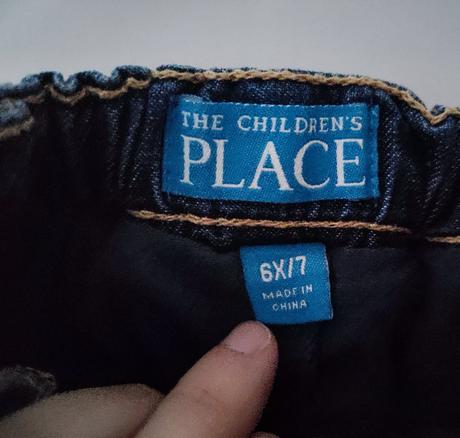 THE CHILDREN'S
PLACE
6X/7
MADE IN
CHINA